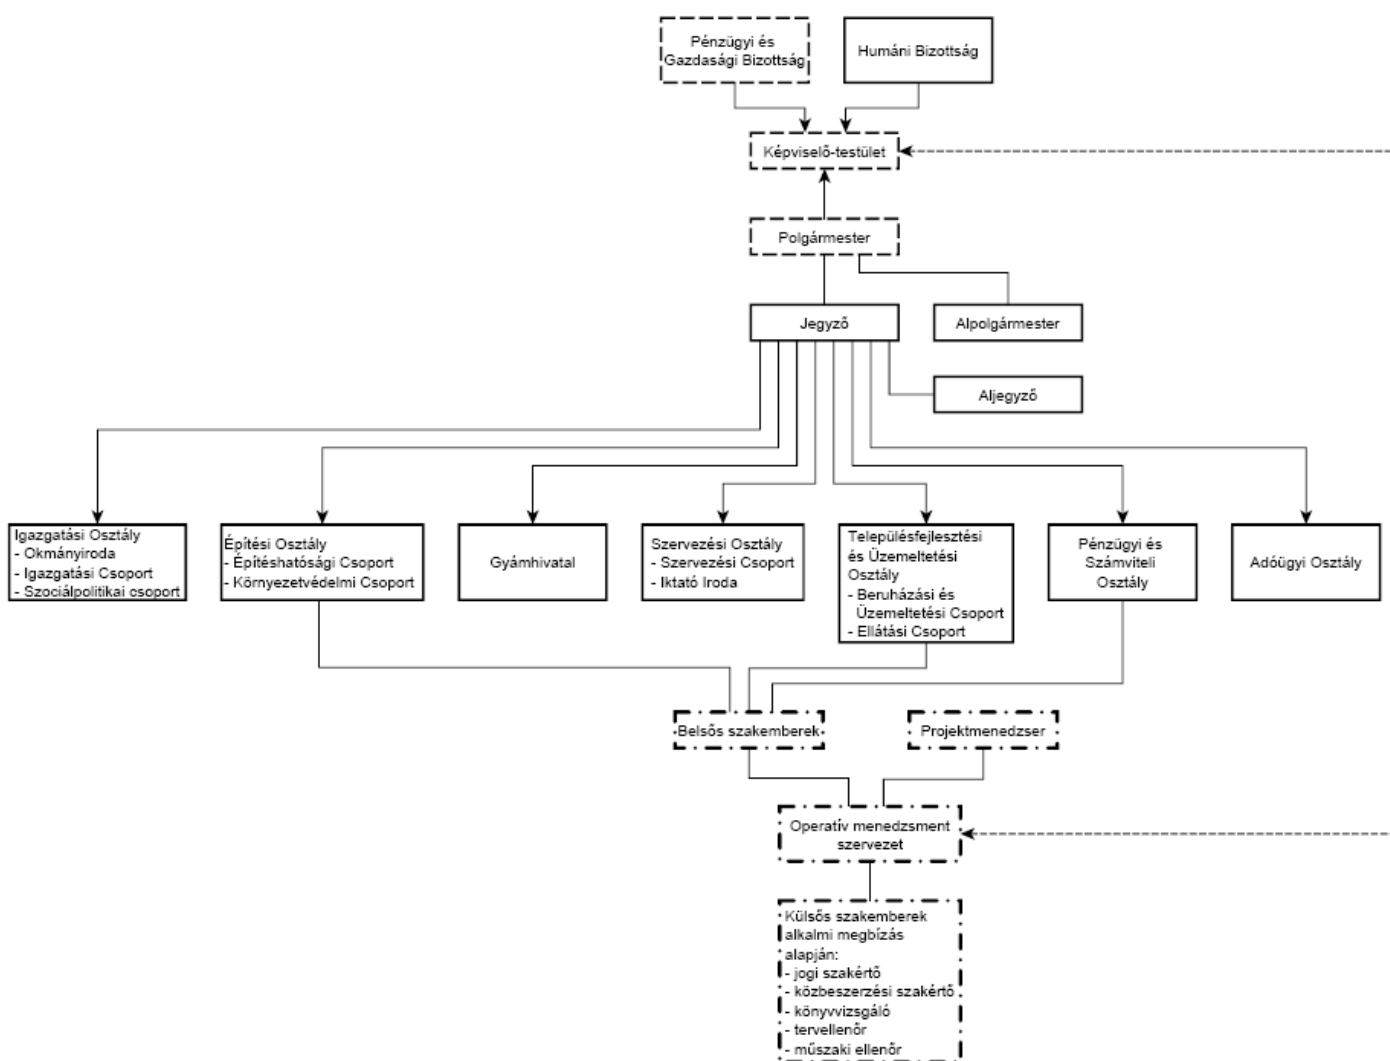 Pénzügyi és
Gazdasági Bizottság
Humáni Bizottság
Képviselő-testület
Polgármester
Jegyző
Alpolgármester
Aljegyző
Igazgatási Osztály
- Okmányiroda
- Igazgatási Csoport
- Szociálpolitikai csoport
Építési Osztály
- Építéshatósági Csoport
- Környezetvédelmi Csoport
Gyámhivatal
Szervezési Osztály
- Szervezési Csoport
- Iktató Iroda
Településfejlesztési
és Üzemeltetési
Osztály
- Beruházási és
Üzemeltetési Csoport
- Ellátási Csoport
Pénzügyi és
Számviteli
Osztály
Adóügyi Osztály
Belsős szakemberek
Projektmenedzser
Operatív menedzsment
szervezet
Külsős szakemberek
alkalmi megbízás
alapján:
- jogi szakértő
- közbeszerzési szakértő
- könyvvizsgáló
- tervellenőr
- műszaki ellenőr